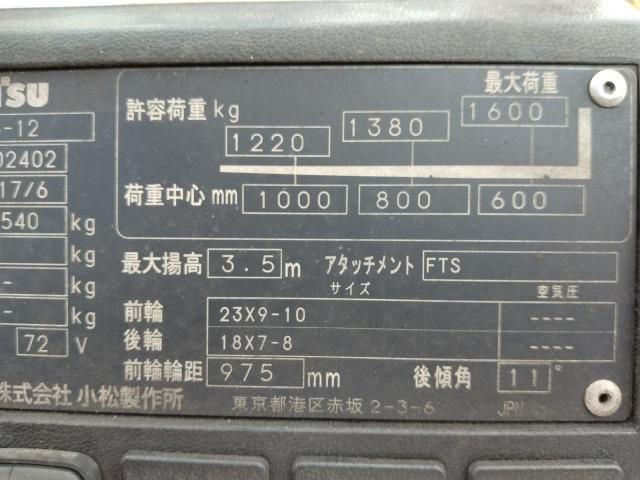 TSU
最大荷重
許容荷重 kg 1220 1380 1600
-12
荷重中心 mm 1000 800 600
02402
17/6
540 kg
最大揚高 3.5 m アタッチメント FTS
kg
サイズ 空気圧
- kg
前輪 23X9-10 ----
72 V
後輪 18X7-8 ----
前輪輪距 975 mm 後傾角 11°
株式会社 小松製作所
東京都港区赤坂 2-3-6 JPN